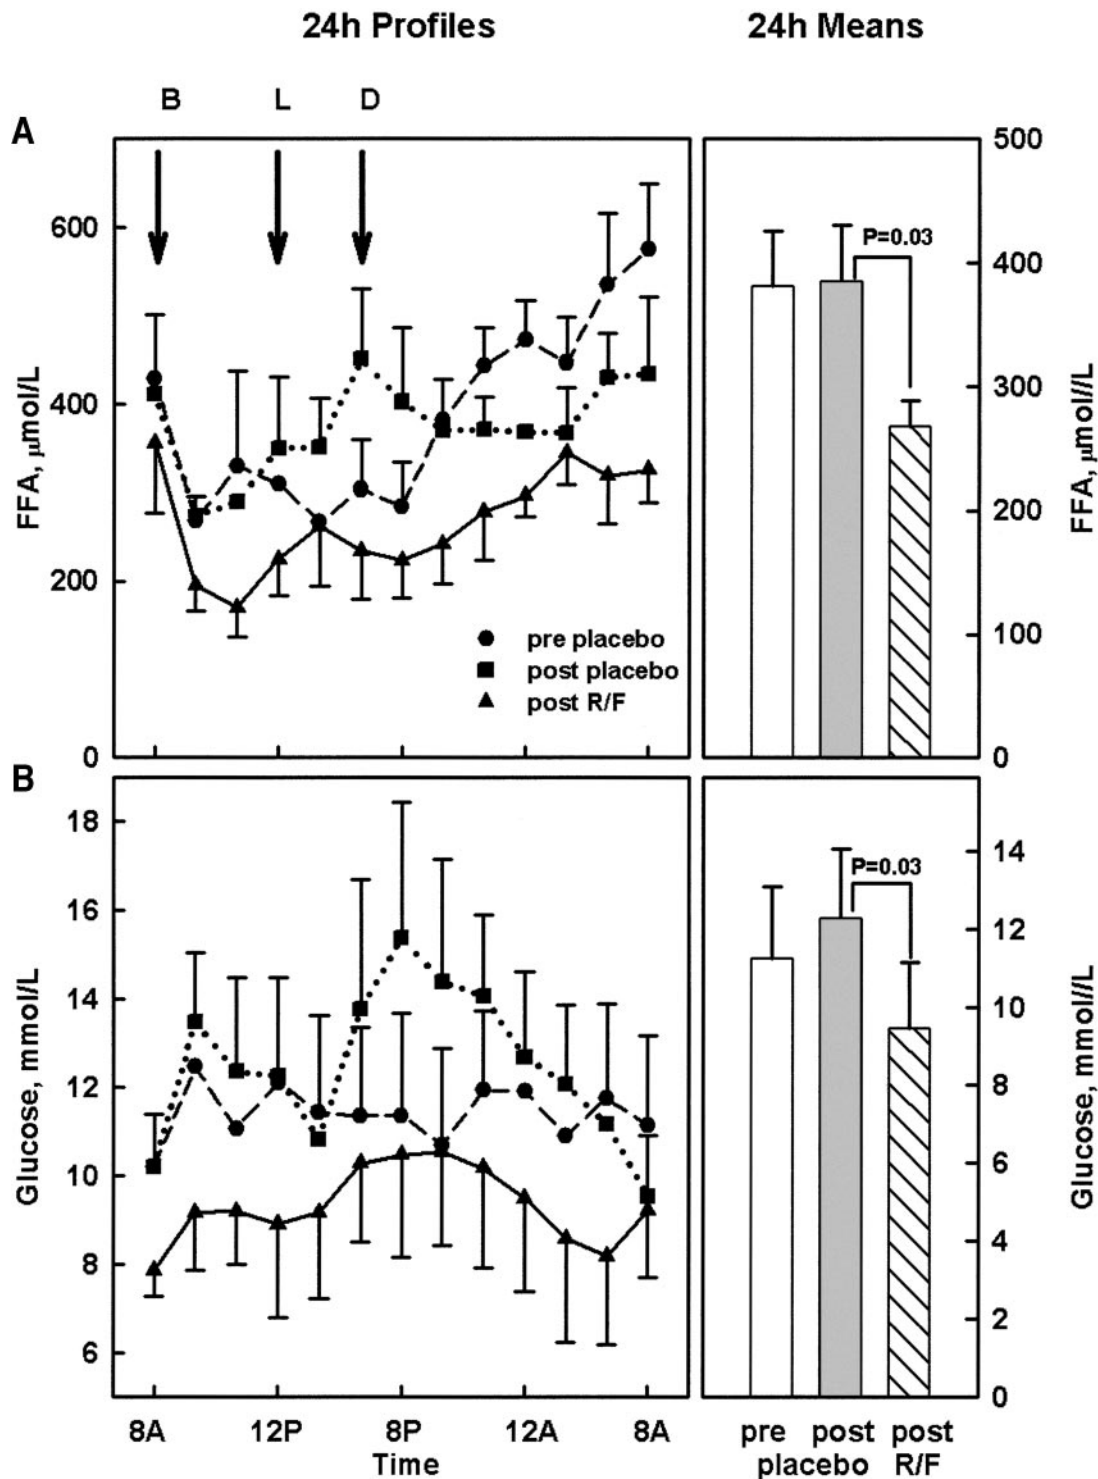 24h Profiles 24h Means
B L D
A
600
400
200
0
FFA, μmol/L
pre placebo
post placebo
post R/F
P=0.03
500
400
300
200
100
0
FFA, μmol//L
B
18
16
14
12
10
8
6
Glucose, mmol/L
8A 12P 8P 12A 8A
Time
P=0.03
14
12
10
8
6
4
2
0
Glucose, mmol//L
pre post post
placebo R/F